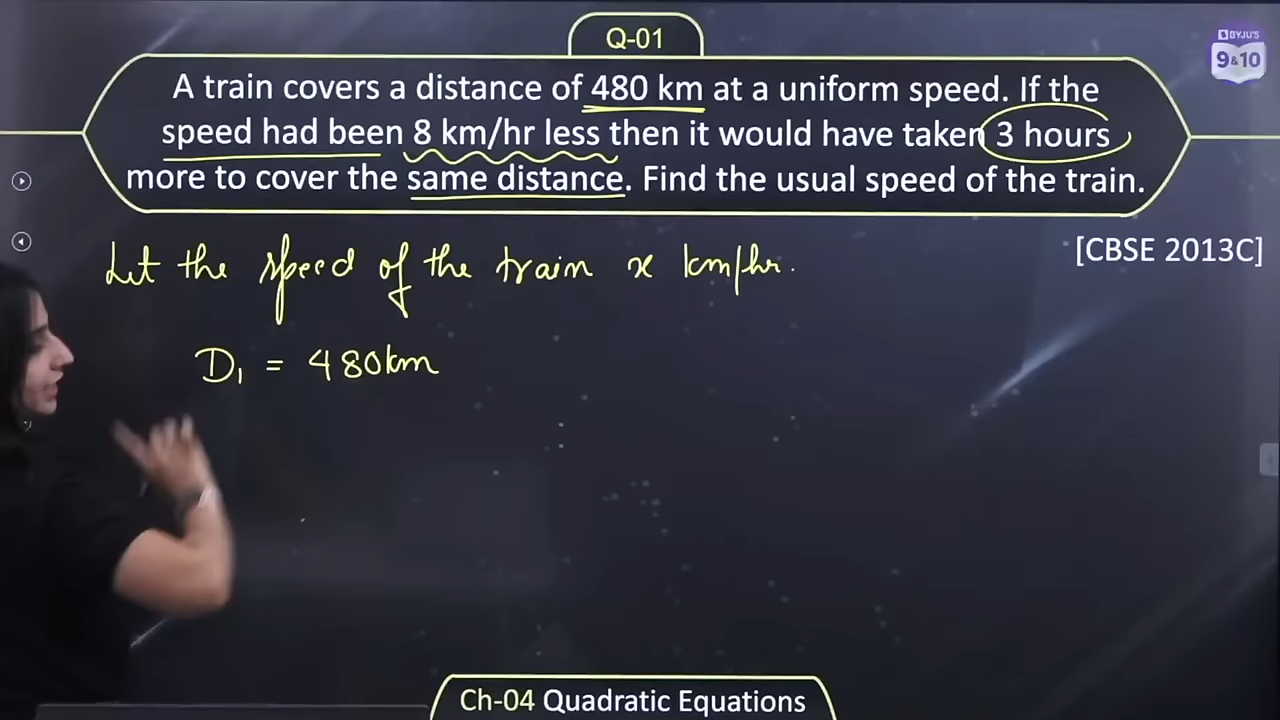 Q-01
BYJU'S
9&10
A train covers a distance of 480 km at a uniform speed. If the
speed had been 8 km/hr less then it would have taken 3 hours
more to cover the same distance. Find the usual speed of the train.
[CBSE 2013C]
Let the speed of the train x km/hr.
D₁ = 480km
Ch-04 Quadratic Equations